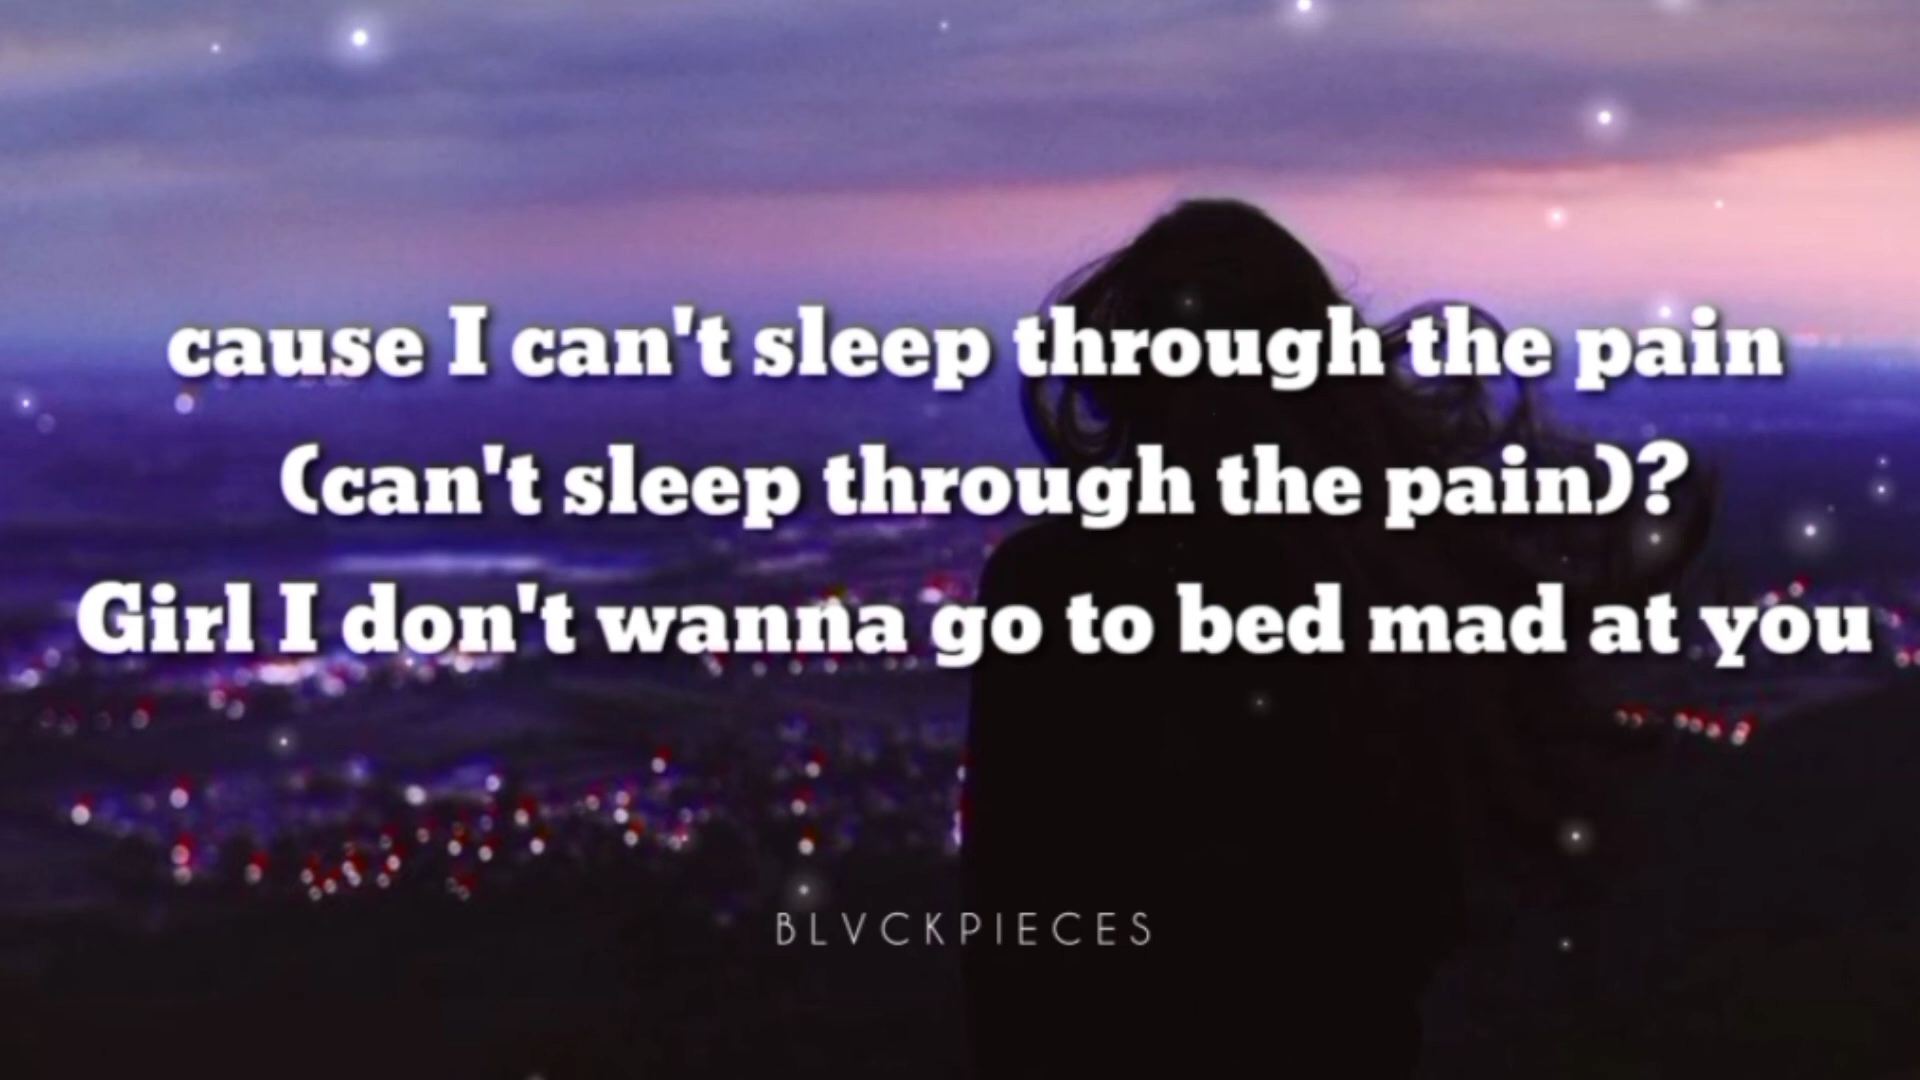 cause I can't sleep through the pain
(can't sleep through the pain)?
Girl I don't wanna go to bed mad at you
BLVCKPIECES